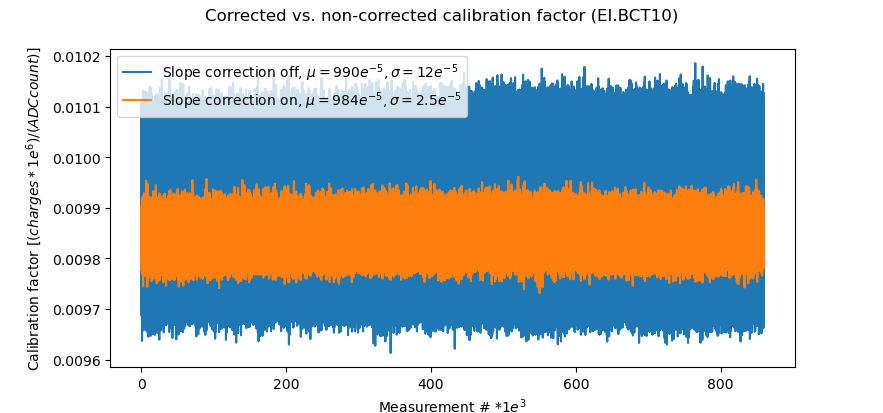 Corrected vs. non-corrected calibration factor (EI.BCT10)
Calibration factor [(charges * 1e⁶)/(ADCcount)]
0.0102
0.0101
0.0100
0.0099
0.0098
0.0097
0.0096
Slope correction off, μ = 990e⁻⁵, σ = 12e⁻⁵
Slope correction on, μ = 984e⁻⁵, σ = 2.5e⁻⁵
0 200 400 600 800
Measurement # *1e³